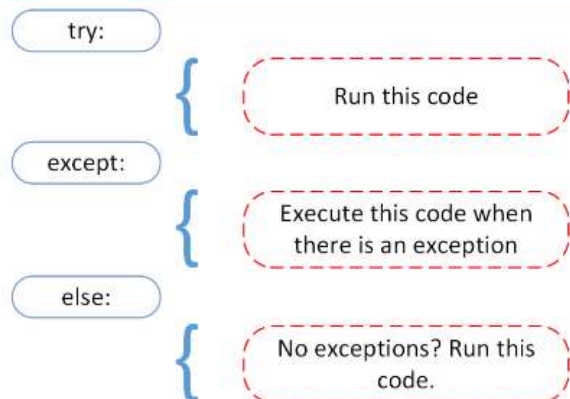 try:
Run this code
except:
Execute this code when
there is an exception
else:
No exceptions? Run this
code.